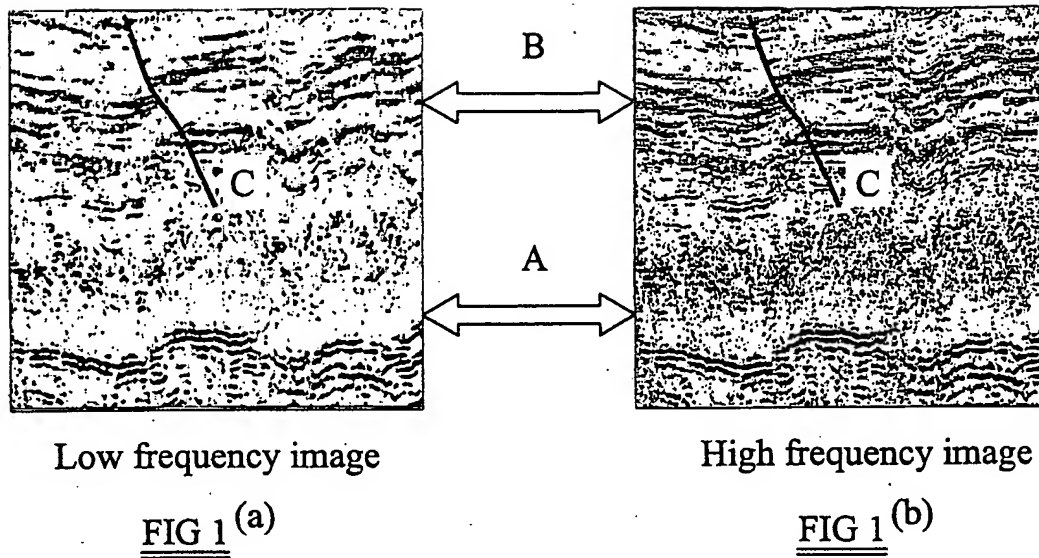 B
C
C
A
Low frequency image
High frequency image
FIG 1 (a)
FIG 1 (b)